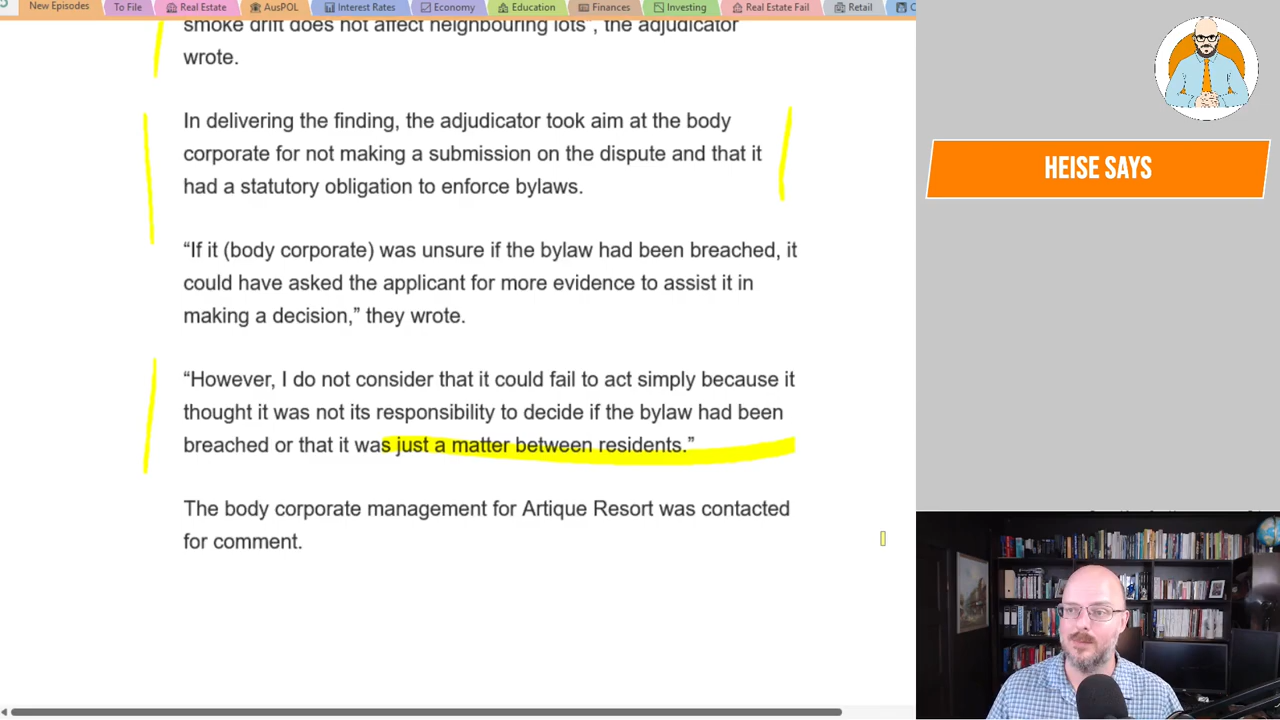 New Episodes To File Real Estate AusPOL Interest Rates Economy Education Finances Investing Real Estate Fail Retail
smoke drift does not affect neighbouring lots”, the adjudicator
wrote.
In delivering the finding, the adjudicator took aim at the body
corporate for not making a submission on the dispute and that it
had a statutory obligation to enforce bylaws.
“If it (body corporate) was unsure if the bylaw had been breached, it
could have asked the applicant for more evidence to assist it in
making a decision,” they wrote.
“However, I do not consider that it could fail to act simply because it
thought it was not its responsibility to decide if the bylaw had been
breached or that it was just a matter between residents.”
The body corporate management for Artique Resort was contacted
for comment.
HEISE SAYS